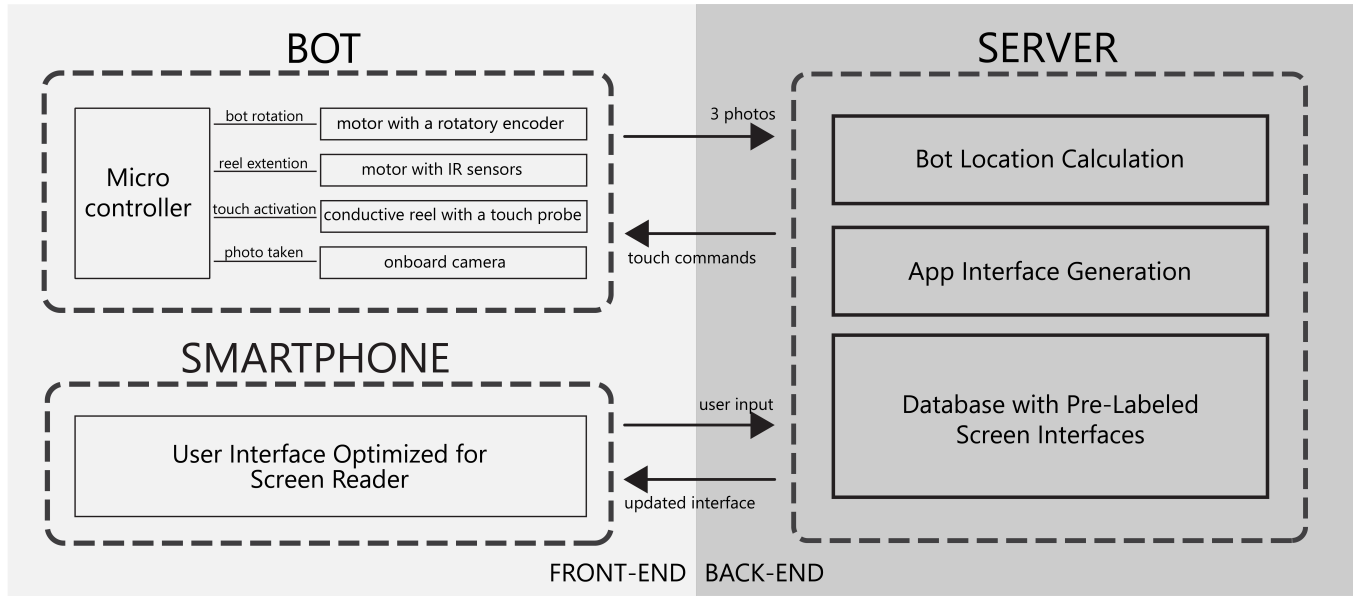 BOT
Micro
controller
bot rotation
motor with a rotatory encoder
reel extention
motor with IR sensors
touch activation
conductive reel with a touch probe
photo taken
onboard camera
3 photos
touch commands
SERVER
Bot Location Calculation
App Interface Generation
Database with Pre-Labeled
Screen Interfaces
SMARTPHONE
User Interface Optimized for
Screen Reader
user input
updated interface
FRONT-END
BACK-END